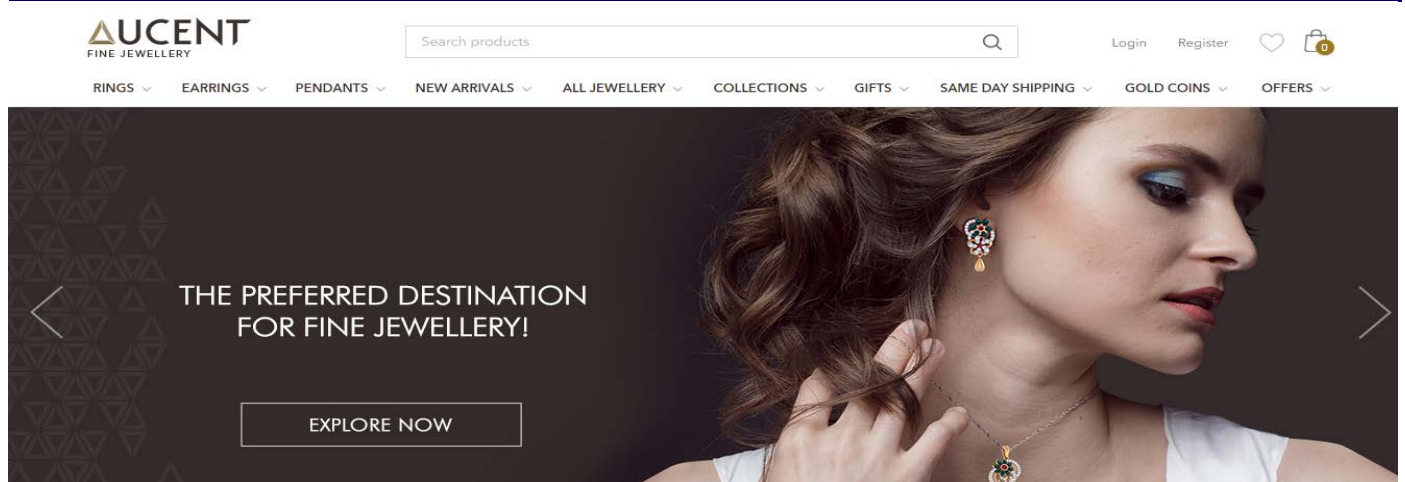 AUCENT
FINE JEWELLERY
Search products
Login Register 0
RINGS EARRINGS PENDANTS NEW ARRIVALS ALL JEWELLERY COLLECTIONS GIFTS SAME DAY SHIPPING GOLD COINS OFFERS
THE PREFERRED DESTINATION
FOR FINE JEWELLERY!
EXPLORE NOW